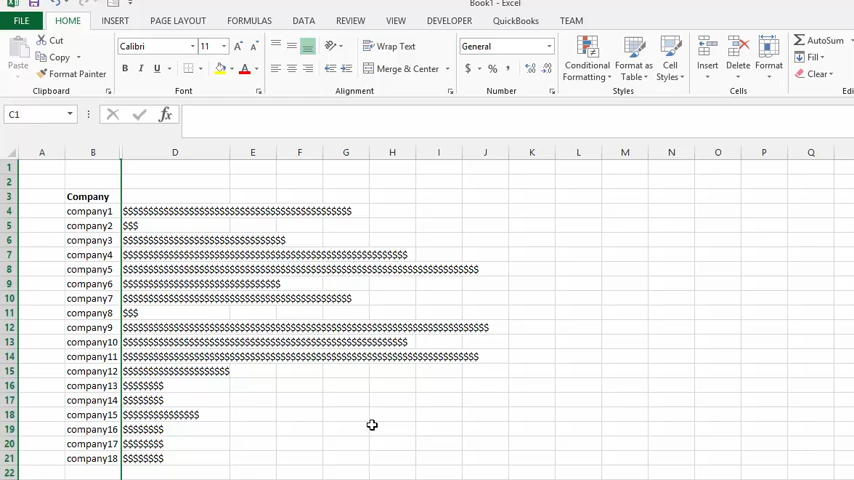 Book1 - Excel
FILE HOME INSERT PAGE LAYOUT FORMULAS DATA REVIEW VIEW DEVELOPER QuickBooks TEAM
Cut
Copy
Format Painter
Paste
Clipboard
Calibri 11
B I U
A
Font
Wrap Text
Merge & Center
Alignment
General
$ % ,
Number
Conditional Formatting
Format as Table
Cell Styles
Styles
Insert Delete Format
Cells
AutoSum
Fill
Clear
C1
fx
A B D E F G H I J K L M N O P Q
1
2
3 Company
4 company1
5 company2 $$$
6 company3
7 company4
8 company5
9 company6
10 company7
11 company8 $$$
12 company9
13 company10
14 company11
15 company12
16 company13 $$$$$$$$
17 company14 $$$$$$$$
18 company15
19 company16 $$$$$$$$
20 company17 $$$$$$$$
21 company18 $$$$$$$$
22